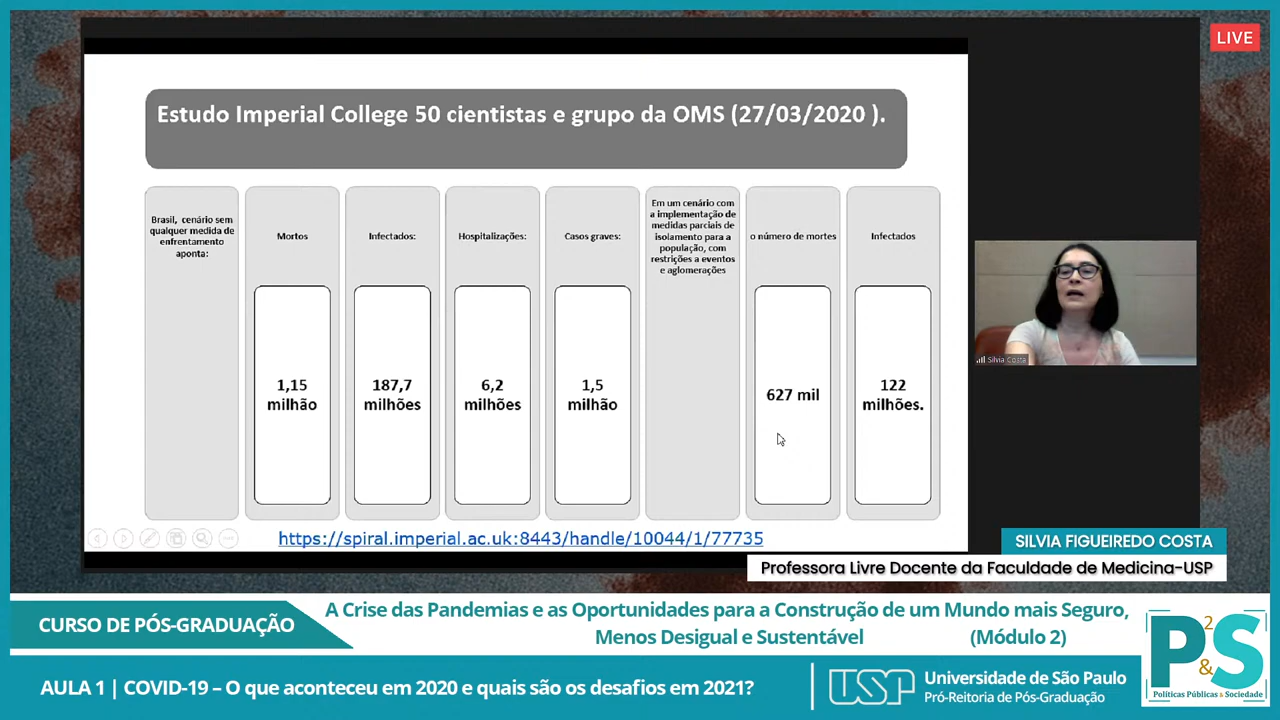 LIVE
Estudo Imperial College 50 cientistas e grupo da OMS (27/03/2020 ).
Brasil, cenário sem
qualquer medida de
enfrentamento
aponta:
Mortos
1,15
milhão
Infectados:
187,7
milhões
Hospitalizações:
6,2
milhões
Casos graves:
1,5
milhão
Em um cenário com
a implementação de
medidas parciais de
isolamento para a
população, com
restrições a eventos
e aglomerações
o número de mortes
627 mil
Infectados
122
milhões.
https://spiral.imperial.ac.uk:8443/handle/10044/1/77735
Silvia Costa
SILVIA FIGUEIREDO COSTA
Professora Livre Docente da Faculdade de Medicina-USP
CURSO DE PÓS-GRADUAÇÃO
A Crise das Pandemias e as Oportunidades para a Construção de um Mundo mais Seguro,
Menos Desigual e Sustentável (Módulo 2)
AULA 1 | COVID-19 – O que aconteceu em 2020 e quais são os desafios em 2021?
USP
Universidade de São Paulo
Pró-Reitoria de Pós-Graduação
P2&S
Políticas Públicas & Sociedade